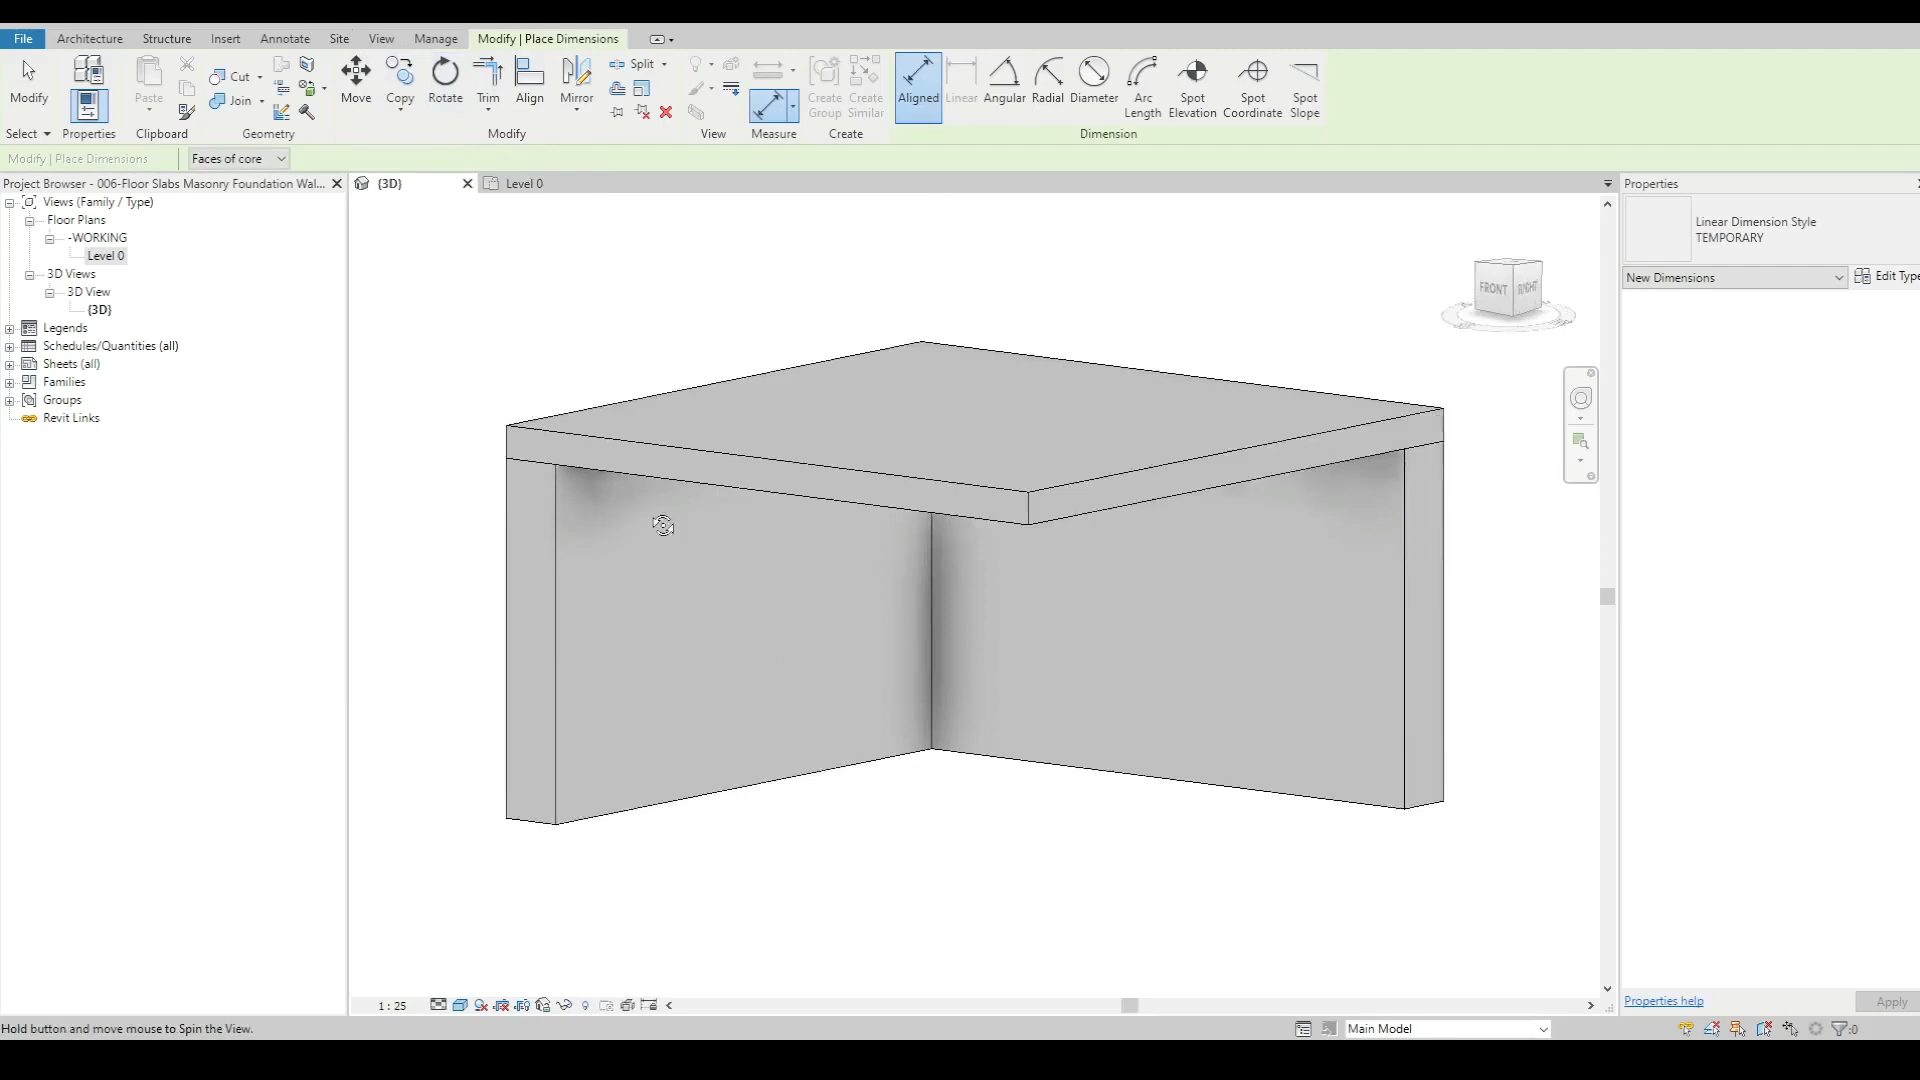 File Architecture Structure Insert Annotate Site View Manage Modify | Place Dimensions
Modify Paste Cut Join Move Copy Rotate Trim Align Mirror Split Create Group Create Similar Aligned Linear Angular Radial Diameter Arc Length Spot Elevation Spot Coordinate Spot Slope
Select Properties Clipboard Geometry Modify View Measure Create Dimension
Modify | Place Dimensions Faces of core
Project Browser - 006-Floor Slabs Masonry Foundation Wal... {3D} Level 0 Properties
Views (Family / Type)
Floor Plans
-WORKING
Level 0
3D Views
3D View
{3D}
Legends
Schedules/Quantities (all)
Sheets (all)
Families
Groups
Revit Links
FRONT RIGHT
Linear Dimension Style
TEMPORARY
New Dimensions Edit Type
1 : 25
Properties help Apply
Hold button and move mouse to Spin the View. Main Model :0